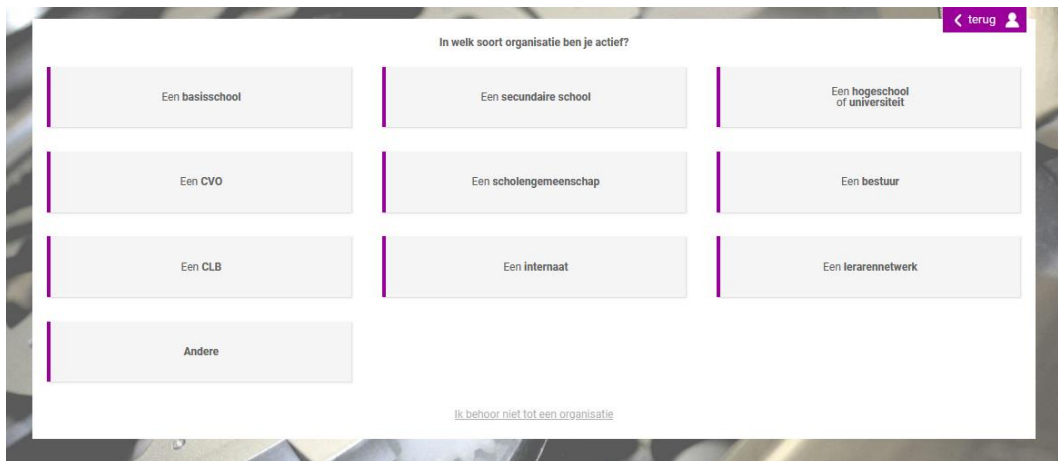 terug
In welk soort organisatie ben je actief?
Een basisschool
Een secundaire school
Een hogeschool
of universiteit
Een CVO
Een scholengemeenschap
Een bestuur
Een CLB
Een internaat
Een lerarennetwerk
Andere
Ik behoor niet tot een organisatie